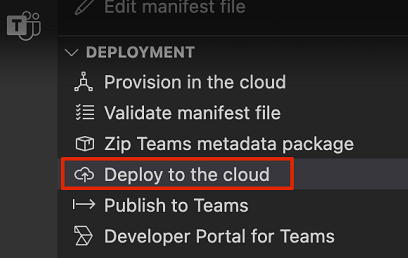 Edit manifest file
DEPLOYMENT
Provision in the cloud
Validate manifest file
Zip Teams metadata package
Deploy to the cloud
Publish to Teams
Developer Portal for Teams